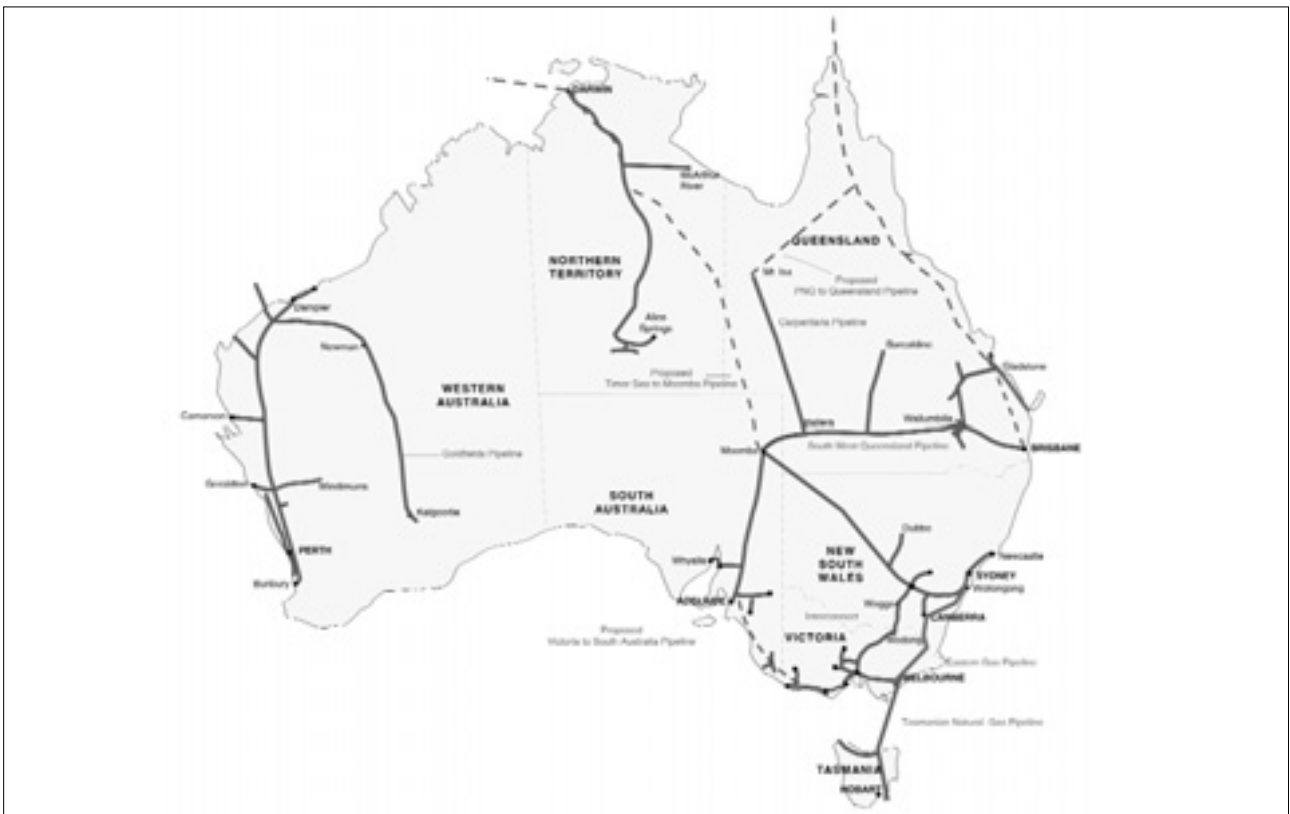 DARWIN
McArthur
River
QUEENSLAND
NORTHERN
TERRITORY
Mt Isa
Proposed
PNG to Queensland Pipeline
Carpentaria Pipeline
Dampier
Newman
Alice
Springs
Barcaldine
Gladstone
Proposed
Timor Gas to Moomba Pipeline
WESTERN
AUSTRALIA
Carnarvon
Wallumbilla
Moomba
South West Queensland Pipeline
BRISBANE
Goldfields Pipeline
Geraldton
Windimurra
SOUTH
AUSTRALIA
Kalgoorlie
Dubbo
PERTH
Whyalla
NEW
SOUTH
WALES
Newcastle
SYDNEY
Wollongong
Bunbury
ADELAIDE
Wagga
Interconnect
CANBERRA
Proposed
Victoria to South Australia Pipeline
VICTORIA
Wodonga
Eastern Gas Pipeline
MELBOURNE
Tasmanian Natural Gas Pipeline
TASMANIA
HOBART